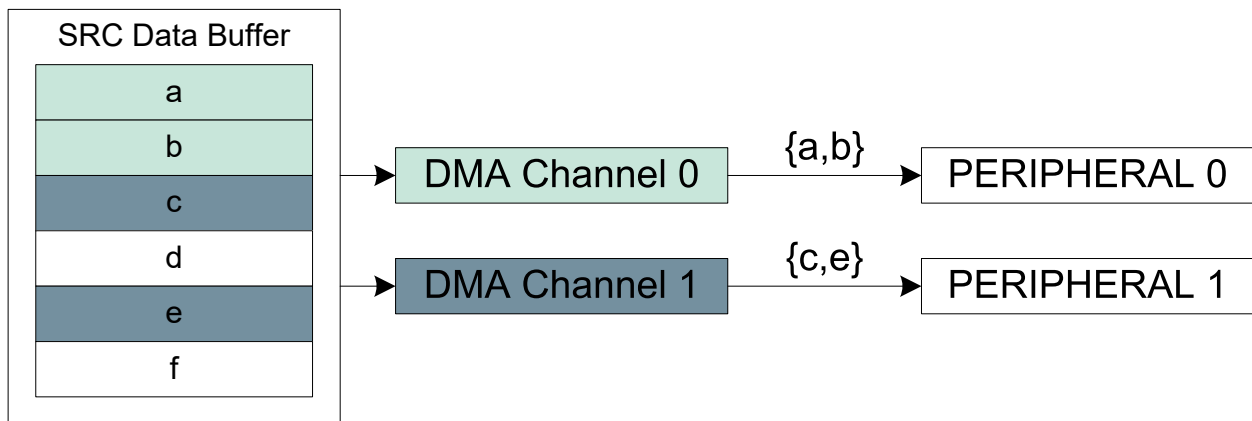 SRC Data Buffer
a
b
c
d
e
f
DMA Channel 0
{a,b}
PERIPHERAL 0
DMA Channel 1
{c,e}
PERIPHERAL 1